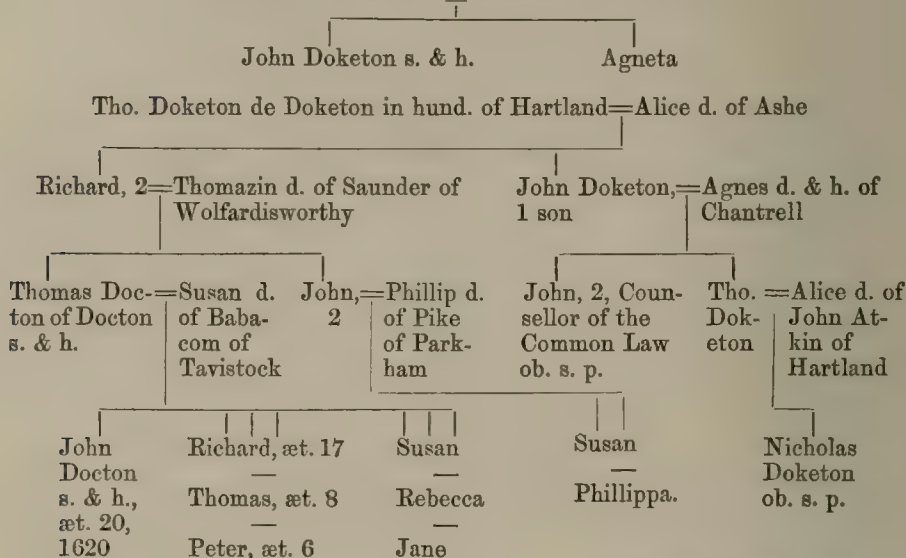 John Doketon s. & h.
Agneta
Tho. Doketon de Doketon in hund. of Hartland=Alice d. of Ashe
Richard, 2=Thomazin d. of Saunder of
Wolfardisworthy
John Doketon,=Agnes d. & h. of
1 son
Chantrell
Thomas Doc-=Susan d.
ton of Docton
of Baba-
s. & h.
com of
Tavistock
John,=Phillip d.
2
of Pike
of Park-
ham
John, 2, Coun-
sellor of the
Common Law
ob. s. p.
Tho. =Alice d. of
Dok-
John At-
eton
kin of
Hartland
John
Docton
s. & h.,
æt. 20,
1620
Richard, æt. 17
—
Thomas, æt. 8
—
Peter, æt. 6
Susan
—
Rebecca
—
Jane
Susan
—
Phillippa.
Nicholas
Doketon
ob. s. p.